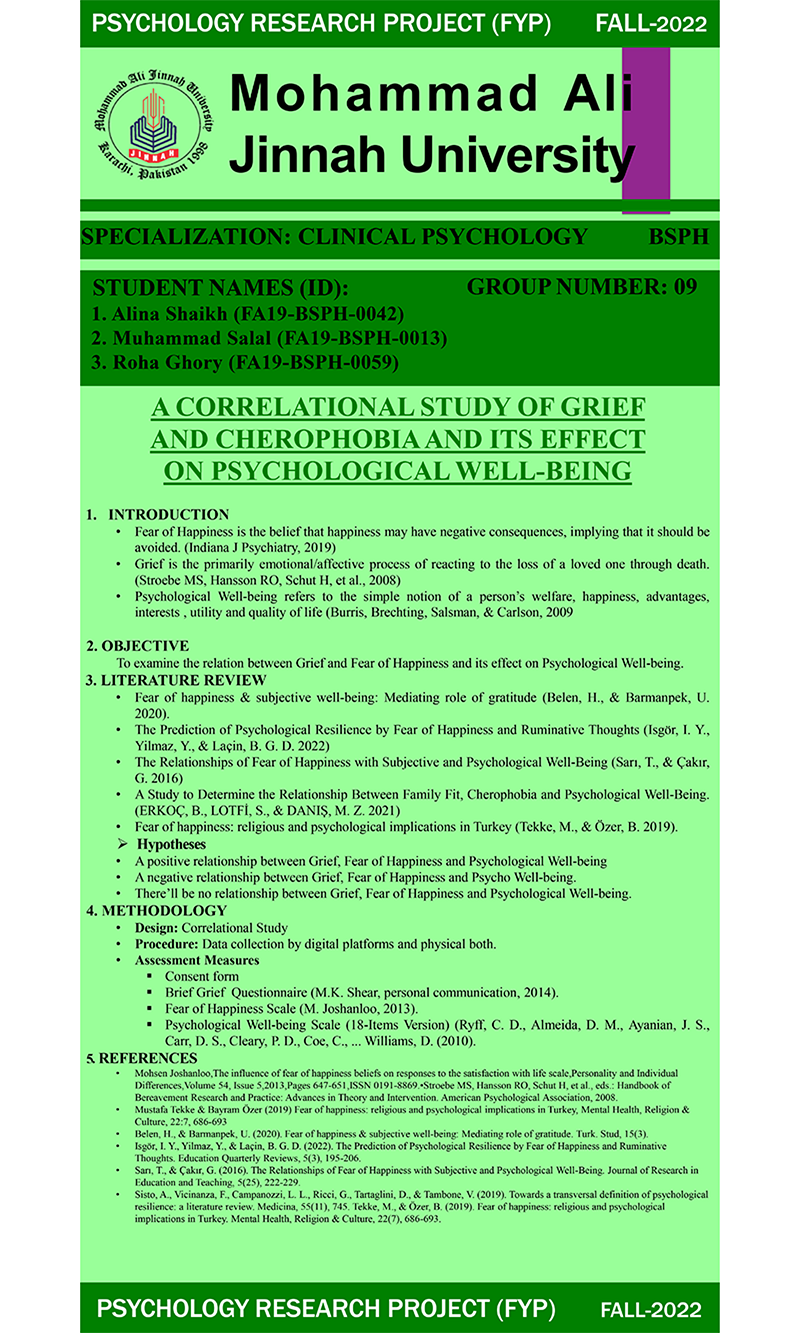 PSYCHOLOGY RESEARCH PROJECT (FYP) FALL-2022
Mohammad Ali Jinnah University
Karachi, Pakistan 1998
JINNAH
Mohammad Ali
Jinnah University
SPECIALIZATION: CLINICAL PSYCHOLOGY BSPH
STUDENT NAMES (ID): GROUP NUMBER: 09
1. Alina Shaikh (FA19-BSPH-0042)
2. Muhammad Salal (FA19-BSPH-0013)
3. Roha Ghory (FA19-BSPH-0059)
A CORRELATIONAL STUDY OF GRIEF
AND CHEROPHOBIA AND ITS EFFECT
ON PSYCHOLOGICAL WELL-BEING
1. INTRODUCTION
• Fear of Happiness is the belief that happiness may have negative consequences, implying that it should be
avoided. (Indiana J Psychiatry, 2019)
• Grief is the primarily emotional/affective process of reacting to the loss of a loved one through death.
(Stroebe MS, Hansson RO, Schut H, et al., 2008)
• Psychological Well-being refers to the simple notion of a person's welfare, happiness, advantages,
interests , utility and quality of life (Burris, Brechting, Salsman, & Carlson, 2009
2. OBJECTIVE
To examine the relation between Grief and Fear of Happiness and its effect on Psychological Well-being.
3. LITERATURE REVIEW
• Fear of happiness & subjective well-being: Mediating role of gratitude (Belen, H., & Barmanpek, U.
2020).
• The Prediction of Psychological Resilience by Fear of Happiness and Ruminative Thoughts (Isgör, I. Y.,
Yilmaz, Y., & Laçin, B. G. D. 2022)
• The Relationships of Fear of Happiness with Subjective and Psychological Well-Being (Sarı, T., & Çakır,
G. 2016)
• A Study to Determine the Relationship Between Family Fit, Cherophobia and Psychological Well-Being.
(ERKOÇ, B., LOTFİ, S., & DANIŞ, M. Z. 2021)
• Fear of happiness: religious and psychological implications in Turkey (Tekke, M., & Özer, B. 2019).
➢ Hypotheses
• A positive relationship between Grief, Fear of Happiness and Psychological Well-being
• A negative relationship between Grief, Fear of Happiness and Psycho Well-being.
• There'll be no relationship between Grief, Fear of Happiness and Psychological Well-being.
4. METHODOLOGY
• Design: Correlational Study
• Procedure: Data collection by digital platforms and physical both.
• Assessment Measures
▪ Consent form
▪ Brief Grief Questionnaire (M.K. Shear, personal communication, 2014).
▪ Fear of Happiness Scale (M. Joshanloo, 2013).
▪ Psychological Well-being Scale (18-Items Version) (Ryff, C. D., Almeida, D. M., Ayanian, J. S.,
Carr, D. S., Cleary, P. D., Coe, C., ... Williams, D. (2010).
5. REFERENCES
• Mohsen Joshanloo,The influence of fear of happiness beliefs on responses to the satisfaction with life scale,Personality and Individual
Differences,Volume 54, Issue 5,2013,Pages 647-651,ISSN 0191-8869.•Stroebe MS, Hansson RO, Schut H, et al., eds.: Handbook of
Bereavement Research and Practice: Advances in Theory and Intervention. American Psychological Association, 2008.
• Mustafa Tekke & Bayram Özer (2019) Fear of happiness: religious and psychological implications in Turkey, Mental Health, Religion &
Culture, 22:7, 686-693
• Belen, H., & Barmanpek, U. (2020). Fear of happiness & subjective well-being: Mediating role of gratitude. Turk. Stud, 15(3).
• Isgör, I. Y., Yilmaz, Y., & Laçin, B. G. D. (2022). The Prediction of Psychological Resilience by Fear of Happiness and Ruminative
Thoughts. Education Quarterly Reviews, 5(3), 195-206.
• Sarı, T., & Çakır, G. (2016). The Relationships of Fear of Happiness with Subjective and Psychological Well-Being. Journal of Research in
Education and Teaching, 5(25), 222-229.
• Sisto, A., Vicinanza, F., Campanozzi, L. L., Ricci, G., Tartaglini, D., & Tambone, V. (2019). Towards a transversal definition of psychological
resilience: a literature review. Medicina, 55(11), 745. Tekke, M., & Özer, B. (2019). Fear of happiness: religious and psychological
implications in Turkey. Mental Health, Religion & Culture, 22(7), 686-693.
PSYCHOLOGY RESEARCH PROJECT (FYP) FALL-2022